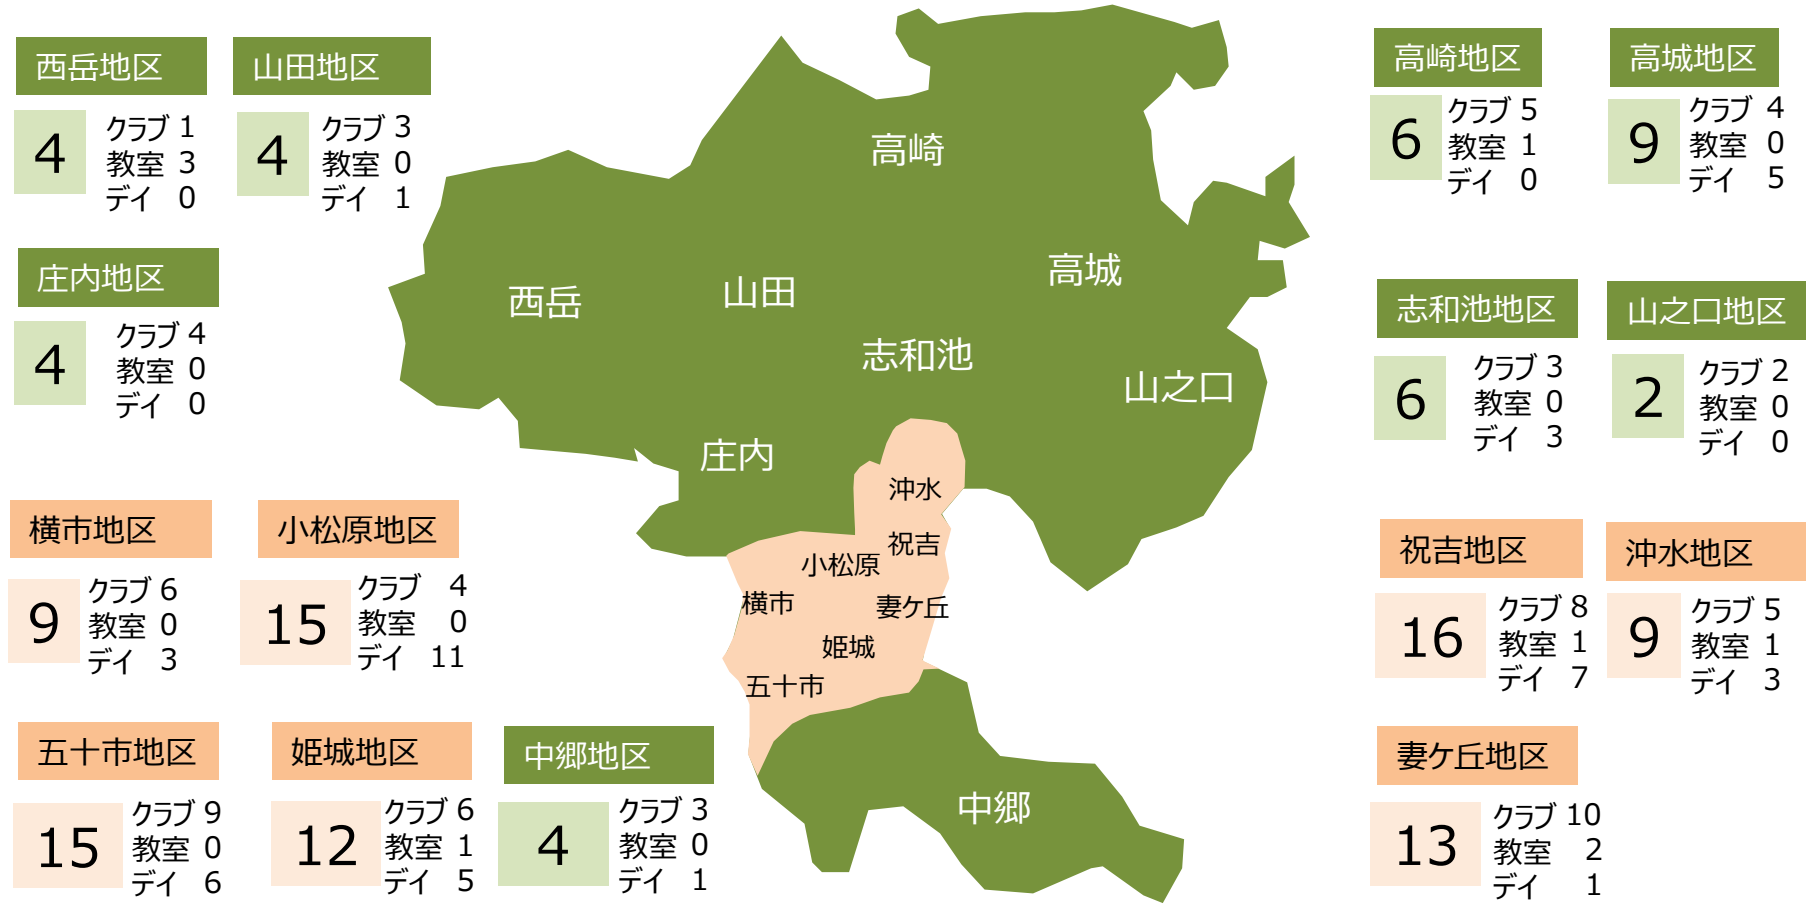 西岳地区
4
クラブ 1
教室 3
デイ 0
山田地区
4
クラブ 3
教室 0
デイ 1
庄内地区
4
クラブ 4
教室 0
デイ 0
横市地区
9
クラブ 6
教室 0
デイ 3
小松原地区
15
クラブ 4
教室 0
デイ 11
五十市地区
15
クラブ 9
教室 0
デイ 6
姫城地区
12
クラブ 6
教室 1
デイ 5
中郷地区
4
クラブ 3
教室 0
デイ 1
高崎
高城
西岳
山田
志和池
山之口
庄内
沖水
祝吉
小松原
横市
妻ケ丘
姫城
五十市
中郷
高崎地区
6
クラブ 5
教室 1
デイ 0
高城地区
9
クラブ 4
教室 0
デイ 5
志和池地区
6
クラブ 3
教室 0
デイ 3
山之口地区
2
クラブ 2
教室 0
デイ 0
祝吉地区
16
クラブ 8
教室 1
デイ 7
沖水地区
9
クラブ 5
教室 1
デイ 3
妻ケ丘地区
13
クラブ 10
教室 2
デイ 1